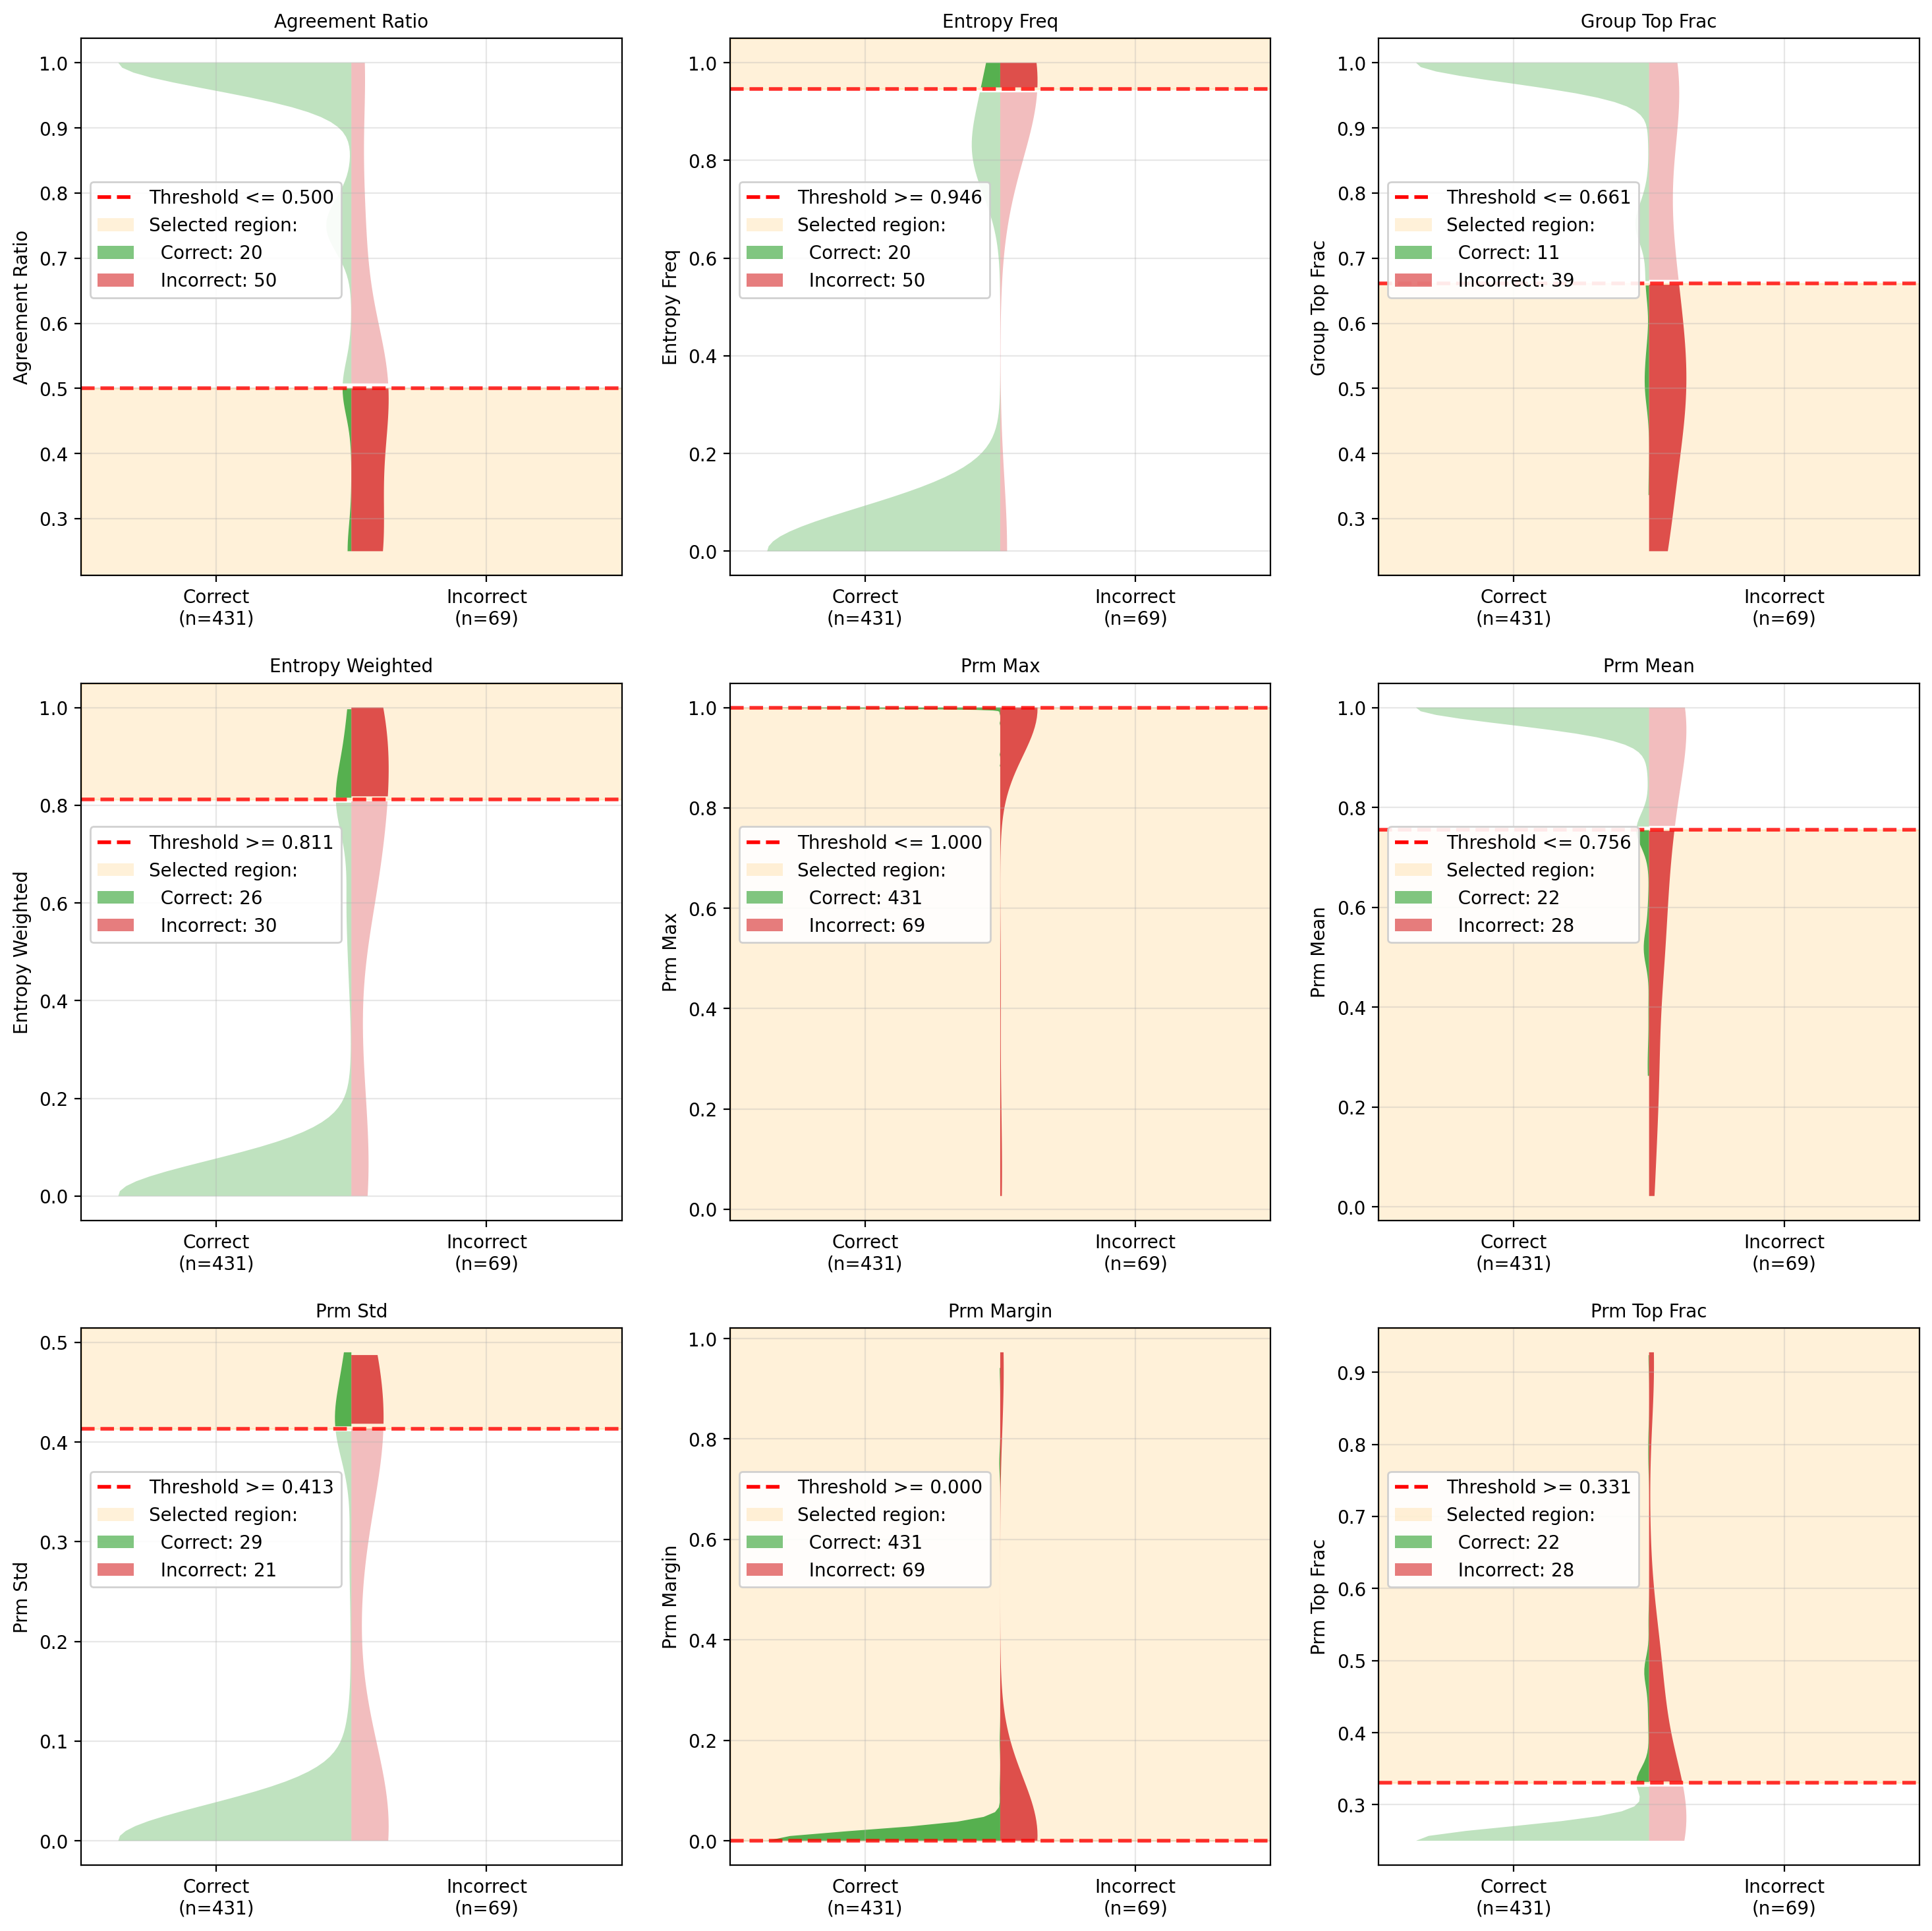 Agreement Ratio
Agreement Ratio
1.0
0.9
0.8
0.7
0.6
0.5
0.4
0.3
Threshold <= 0.500
Selected region:
Correct: 20
Incorrect: 50
Correct
(n=431)
Incorrect
(n=69)
Entropy Freq
Entropy Freq
1.0
0.8
0.6
0.4
0.2
0.0
Threshold >= 0.946
Selected region:
Correct: 20
Incorrect: 50
Correct
(n=431)
Incorrect
(n=69)
Group Top Frac
Group Top Frac
1.0
0.9
0.8
0.7
0.6
0.5
0.4
0.3
Threshold <= 0.661
Selected region:
Correct: 11
Incorrect: 39
Correct
(n=431)
Incorrect
(n=69)
Entropy Weighted
Entropy Weighted
1.0
0.8
0.6
0.4
0.2
0.0
Threshold >= 0.811
Selected region:
Correct: 26
Incorrect: 30
Correct
(n=431)
Incorrect
(n=69)
Prm Max
Prm Max
1.0
0.8
0.6
0.4
0.2
0.0
Threshold <= 1.000
Selected region:
Correct: 431
Incorrect: 69
Correct
(n=431)
Incorrect
(n=69)
Prm Mean
Prm Mean
1.0
0.8
0.6
0.4
0.2
0.0
Threshold <= 0.756
Selected region:
Correct: 22
Incorrect: 28
Correct
(n=431)
Incorrect
(n=69)
Prm Std
Prm Std
0.5
0.4
0.3
0.2
0.1
0.0
Threshold >= 0.413
Selected region:
Correct: 29
Incorrect: 21
Correct
(n=431)
Incorrect
(n=69)
Prm Margin
Prm Margin
1.0
0.8
0.6
0.4
0.2
0.0
Threshold >= 0.000
Selected region:
Correct: 431
Incorrect: 69
Correct
(n=431)
Incorrect
(n=69)
Prm Top Frac
Prm Top Frac
0.9
0.8
0.7
0.6
0.5
0.4
0.3
Threshold >= 0.331
Selected region:
Correct: 22
Incorrect: 28
Correct
(n=431)
Incorrect
(n=69)